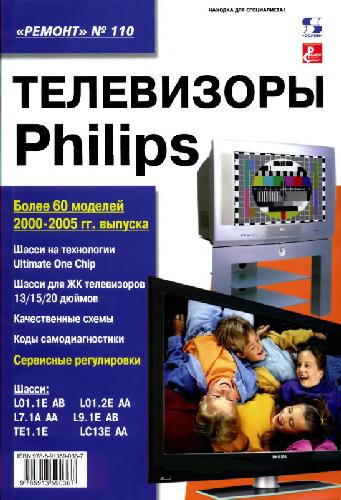 НАХОДКА ДЛЯ СПЕЦИАЛИСТА!
«РЕМОНТ» № 110
ТЕЛЕВИЗОРЫ
Philips
Более 60 моделей
2000-2005 гг. выпуска
Шасси на технологии
Ultimate One Chip
Шасси для ЖК телевизоров
13/15/20 дюймов
Качественные схемы
Коды самодиагностики
Сервисные регулировки
Шасси:
L01.1E AB L01.2E AA
L7.1A AA L9.1E AB
TE1.1E LC13E AA
PHILIPS